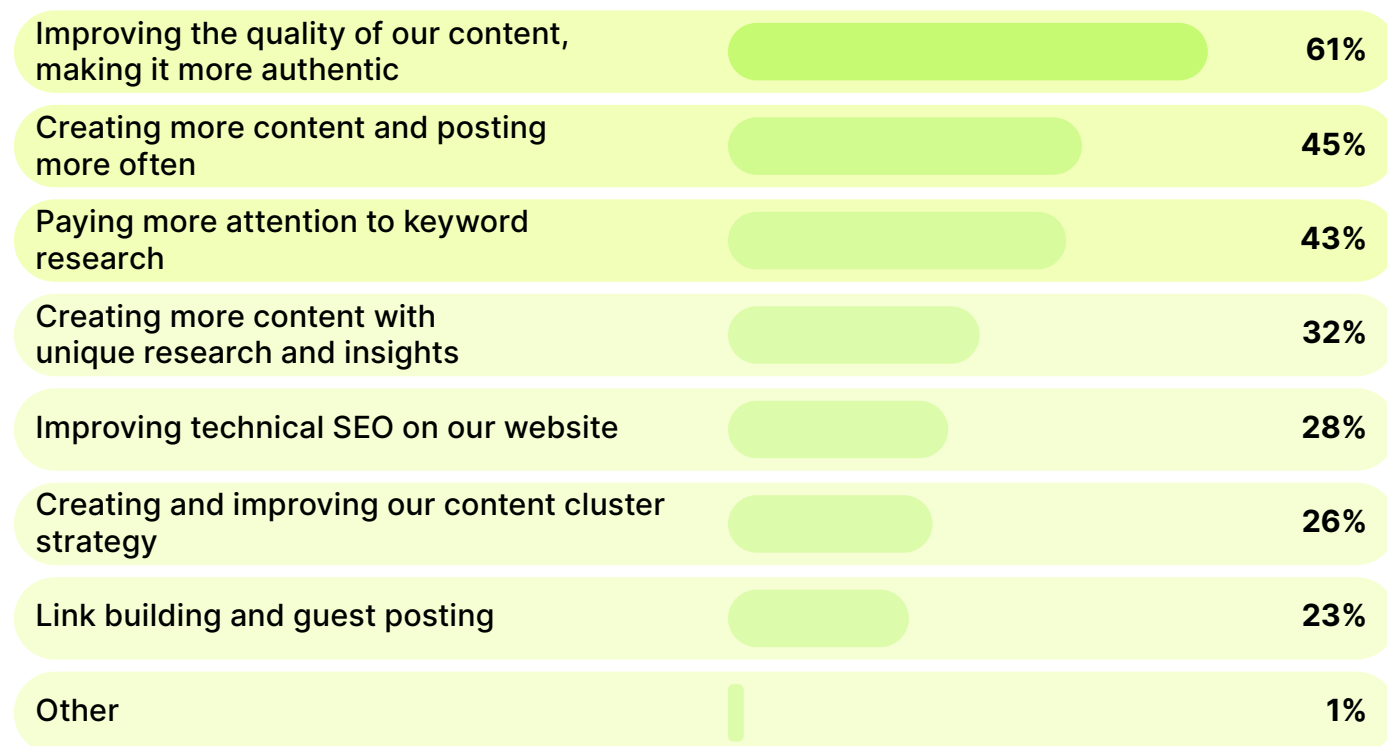 Improving the quality of our content,
making it more authentic
61%
Creating more content and posting
more often
45%
Paying more attention to keyword
research
43%
Creating more content with
unique research and insights
32%
Improving technical SEO on our website
28%
Creating and improving our content cluster
strategy
26%
Link building and guest posting
23%
Other
1%